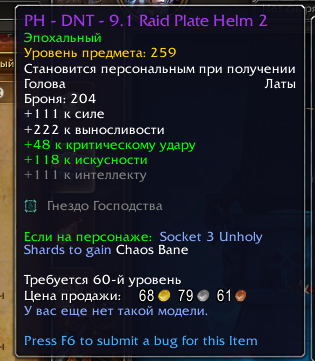 PH - DNT - 9.1 Raid Plate Helm 2
Эпохальный
Уровень предмета: 259
Становится персональным при получении
Голова Латы
Броня: 204
+111 к силе
+222 к выносливости
+48 к критическому удару
+118 к искусности
+111 к интеллекту
Гнездо Господства
Если на персонаже: Socket 3 Unholy
Shards to gain Chaos Bane
Требуется 60-й уровень
Цена продажи: 68 79 61
У вас еще нет такой модели.
Press F6 to submit a bug for this Item